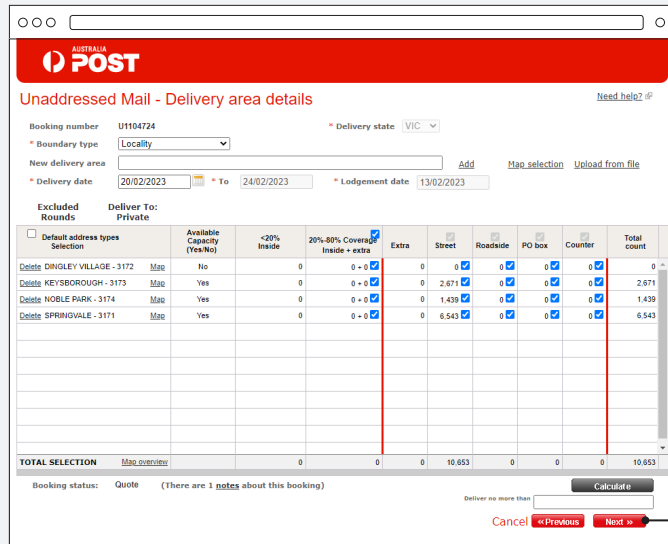 AUSTRALIA
POST
Unaddressed Mail - Delivery area details
Need help?
Booking number U1104724 * Delivery state VIC
* Boundary type Locality
New delivery area Add Map selection Upload from file
* Delivery date 20/02/2023 * To 24/02/2023 * Lodgement date 13/02/2023
Excluded Rounds Deliver To: Private
Default address types Selection Available Capacity (Yes/No) <20% Inside 20%-80% Coverage Inside + extra Extra Street Roadside PO box Counter Total count
Delete DINGLEY VILLAGE - 3172 Map No 0 0 + 0 0 0 0 0 0 0
Delete KEYSBOROUGH - 3173 Map Yes 0 0 + 0 0 2,671 0 0 0 2,671
Delete NOBLE PARK - 3174 Map Yes 0 0 + 0 0 1,439 0 0 0 1,439
Delete SPRINGVALE - 3171 Map Yes 0 0 + 0 0 6,543 0 0 0 6,543
TOTAL SELECTION Map overview 0 0 0 10,653 0 0 0 10,653
Booking status: Quote (There are 1 notes about this booking) Calculate
Deliver no more than
Cancel «Previous Next »